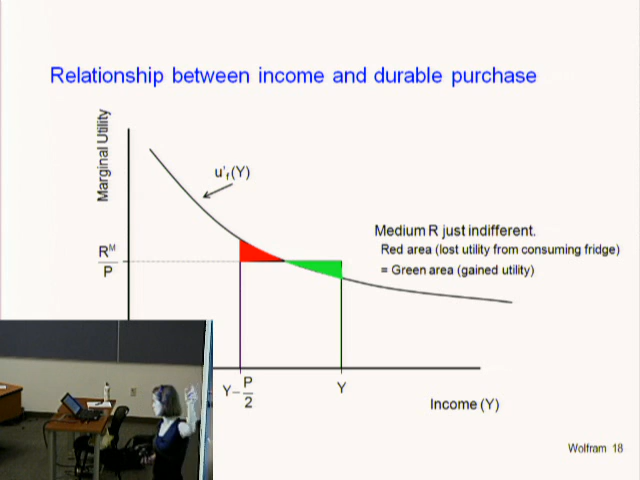 Relationship between income and durable purchase
Marginal Utility
u'f(Y)
Medium R just indifferent.
Red area (lost utility from consuming fridge)
= Green area (gained utility)
R^M
P
Y- P
2
Y
Income (Y)
Wolfram 18